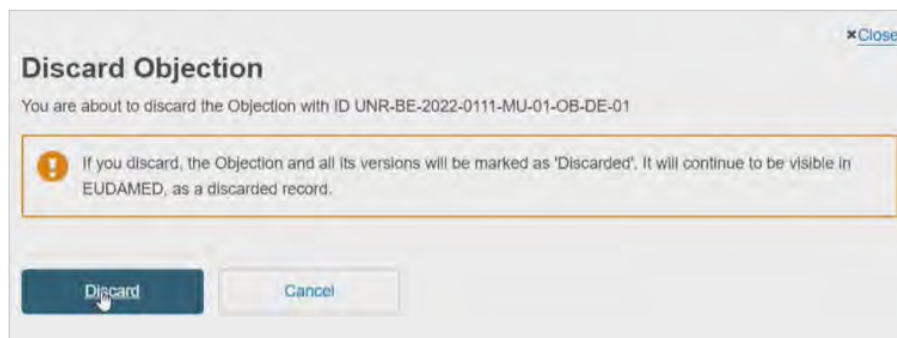 ×Close
Discard Objection
You are about to discard the Objection with ID UNR-BE-2022-0111-MU-01-OB-DE-01
If you discard, the Objection and all its versions will be marked as 'Discarded'. It will continue to be visible in
EUDAMED, as a discarded record.
Discard
Cancel